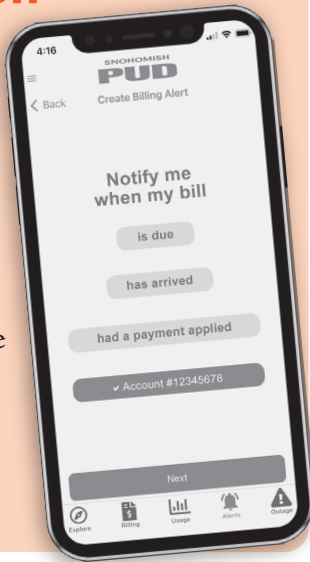 4:16
SNOHOMISH
PUD
Back
Create Billing Alert
Notify me
when my bill
is due
has arrived
had a payment applied
✓ Account #12345678
Next
Explore
Billing
Usage
Alerts
Outage